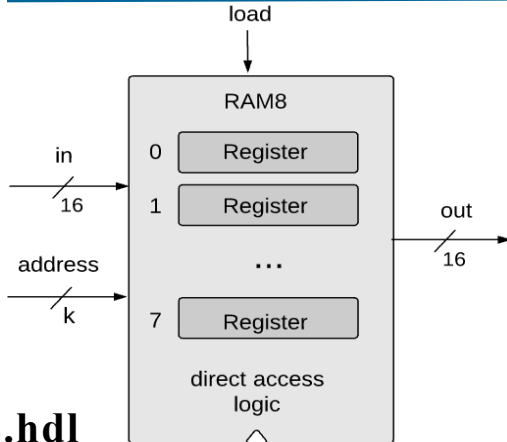 load
RAM8
0 Register
in
16
1 Register
out
16
address
k
...
7 Register
direct access
logic
.hdl